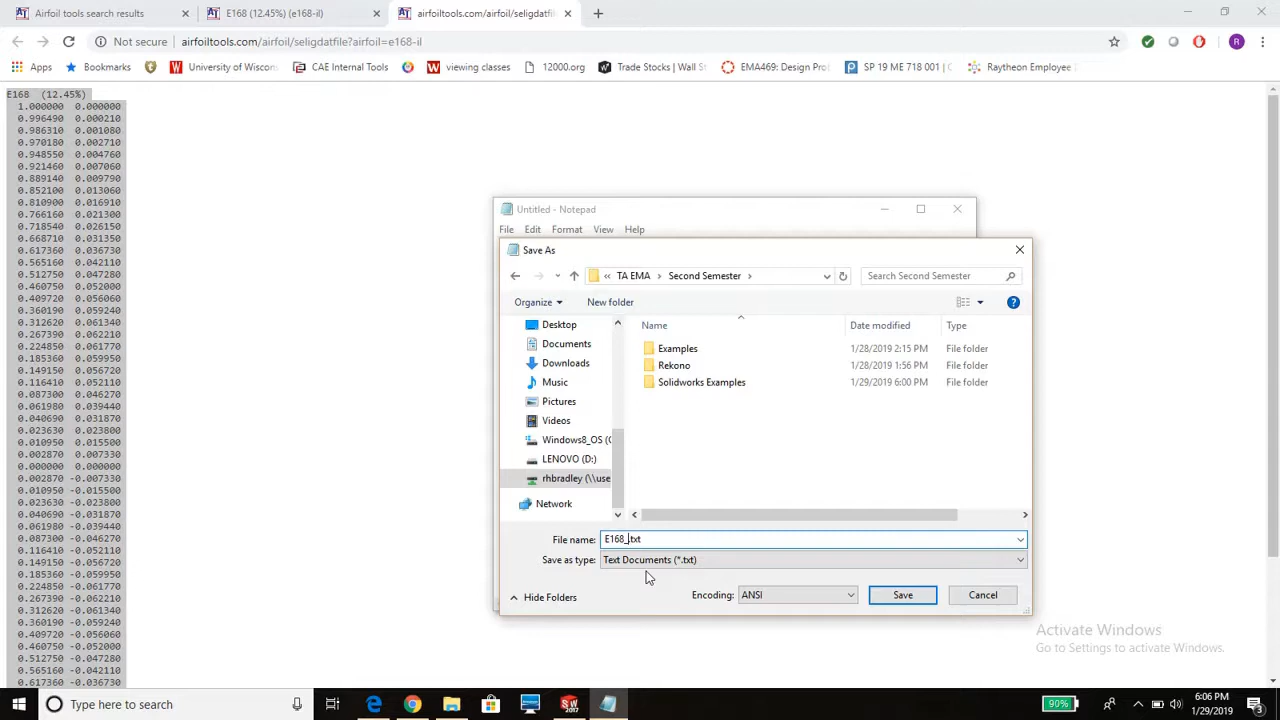 Airfoil tools search results
E168 (12.45%) (e168-il)
airfoiltools.com/airfoil/seligdatfil
Not secure airfoiltools.com/airfoil/seligdatfile?airfoil=e168-il
R
Apps Bookmarks University of Wiscon CAE Internal Tools viewing classes 12000.org Trade Stocks | Wall St EMA469: Design Pro SP 19 ME 718 001 ( Raytheon Employee
E168 (12.45%)
1.000000 0.000000
0.996490 0.000210
0.986310 0.001080
0.970180 0.002710
0.948550 0.004760
0.921460 0.007060
0.889140 0.009790
0.852100 0.013060
0.810900 0.016910
0.766160 0.021300
0.718540 0.026150
0.668710 0.031350
0.617360 0.036730
0.565160 0.042110
0.512750 0.047280
0.460750 0.052000
0.409720 0.056060
0.360190 0.059240
0.312620 0.061340
0.267390 0.062210
0.224850 0.061770
0.185360 0.059950
0.149150 0.056720
0.116410 0.052110
0.087300 0.046270
0.061980 0.039440
0.040690 0.031870
0.023630 0.023800
0.010950 0.015500
0.002870 0.007330
0.000000 0.000000
0.002870 -0.007330
0.010950 -0.015500
0.023630 -0.023800
0.040690 -0.031870
0.061980 -0.039440
0.087300 -0.046270
0.116410 -0.052110
0.149150 -0.056720
0.185360 -0.059950
0.224850 -0.061770
0.267390 -0.062210
0.312620 -0.061340
0.360190 -0.059240
0.409720 -0.056060
0.460750 -0.052000
0.512750 -0.047280
0.565160 -0.042110
0.617360 -0.036730
Untitled - Notepad
File Edit Format View Help
Save As
« TA EMA › Second Semester ›
Search Second Semester
Organize New folder
Name Date modified Type
Examples 1/28/2019 2:15 PM File folder
Rekono 1/28/2019 1:56 PM File folder
Solidworks Examples 1/29/2019 6:00 PM File folder
Desktop
Documents
Downloads
Music
Pictures
Videos
Windows8_OS (C
LENOVO (D:)
rhbradley (\\use
Network
File name: E168_.txt
Save as type: Text Documents (*.txt)
Hide Folders
Encoding: ANSI
Save
Cancel
Activate Windows
Go to Settings to activate Windows.
Type here to search
SW
2017
90%
6:06 PM
1/29/2019
3